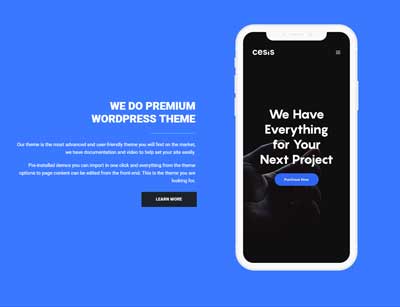 WE DO PREMIUM
WORDPRESS THEME
Our theme is the most advanced and user-friendly theme you will find on the market,
we have documentation and video to help set your site easily.
Pre-installed demos you can import in one click and everything from the theme
options to page content can be edited from the front-end. This is the theme you are
looking for.
LEARN MORE
cesis
We Have
Everything
for Your
Next Project
Purchase Now